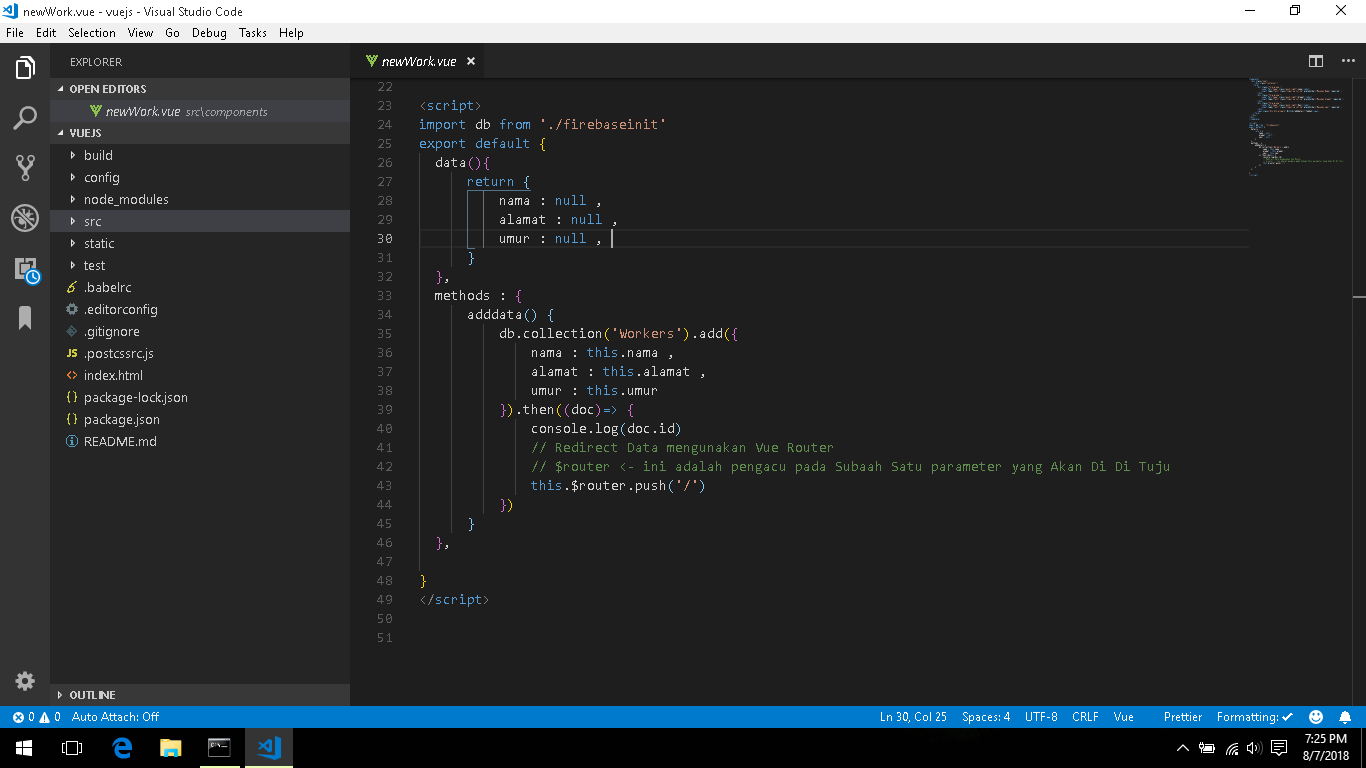 newWork.vue - vuejs - Visual Studio Code
File Edit Selection View Go Debug Tasks Help
EXPLORER
OPEN EDITORS
newWork.vue src\components
VUEJS
build
config
node_modules
src
static
test
.babelrc
.editorconfig
.gitignore
JS .postcssrc.js
<> index.html
{} package-lock.json
{} package.json
README.md
OUTLINE
newWork.vue ×
22
23 <script>
24 import db from './firebaseinit'
25 export default {
26 data(){
27 return {
28 nama : null ,
29 alamat : null ,
30 umur : null ,
31 }
32 },
33 methods : {
34 adddata() {
35 db.collection('Workers').add({
36 nama : this.nama ,
37 alamat : this.alamat ,
38 umur : this.umur
39 }).then((doc)=> {
40 console.log(doc.id)
41 // Redirect Data mengunakan Vue Router
42 // $router <- ini adalah pengacu pada Subaah Satu parameter yang Akan Di Di Tuju
43 this.$router.push('/')
44 })
45 }
46 },
47
48 }
49 </script>
50
51
0 0 Auto Attach: Off Ln 30, Col 25 Spaces: 4 UTF-8 CRLF Vue Prettier Formatting: ✓
7:25 PM
8/7/2018